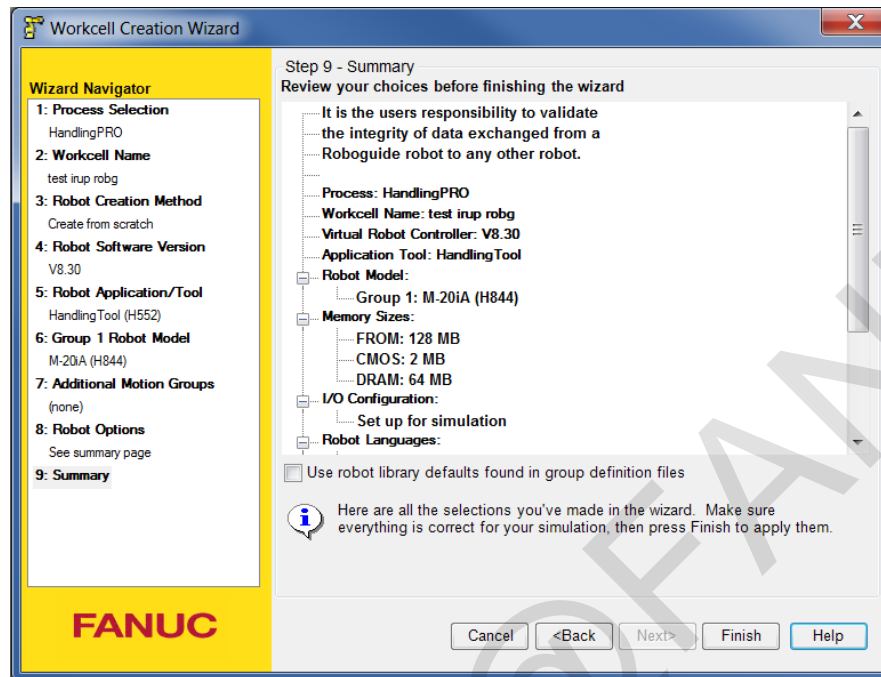 Workcell Creation Wizard
X
Wizard Navigator
1: Process Selection
HandlingPRO
2: Workcell Name
test irup robg
3: Robot Creation Method
Create from scratch
4: Robot Software Version
V8.30
5: Robot Application/Tool
HandlingTool (H552)
6: Group 1 Robot Model
M-20iA (H844)
7: Additional Motion Groups
(none)
8: Robot Options
See summary page
9: Summary
FANUC
Step 9 - Summary
Review your choices before finishing the wizard
It is the users responsibility to validate
the integrity of data exchanged from a
Roboguide robot to any other robot.
Process: HandlingPRO
Workcell Name: test irup robg
Virtual Robot Controller: V8.30
Application Tool: HandlingTool
Robot Model:
Group 1: M-20iA (H844)
Memory Sizes:
FROM: 128 MB
CMOS: 2 MB
DRAM: 64 MB
I/O Configuration:
Set up for simulation
Robot Languages:
Use robot library defaults found in group definition files
Here are all the selections you've made in the wizard. Make sure
everything is correct for your simulation, then press Finish to apply them.
Cancel <Back Next> Finish Help
@FAN